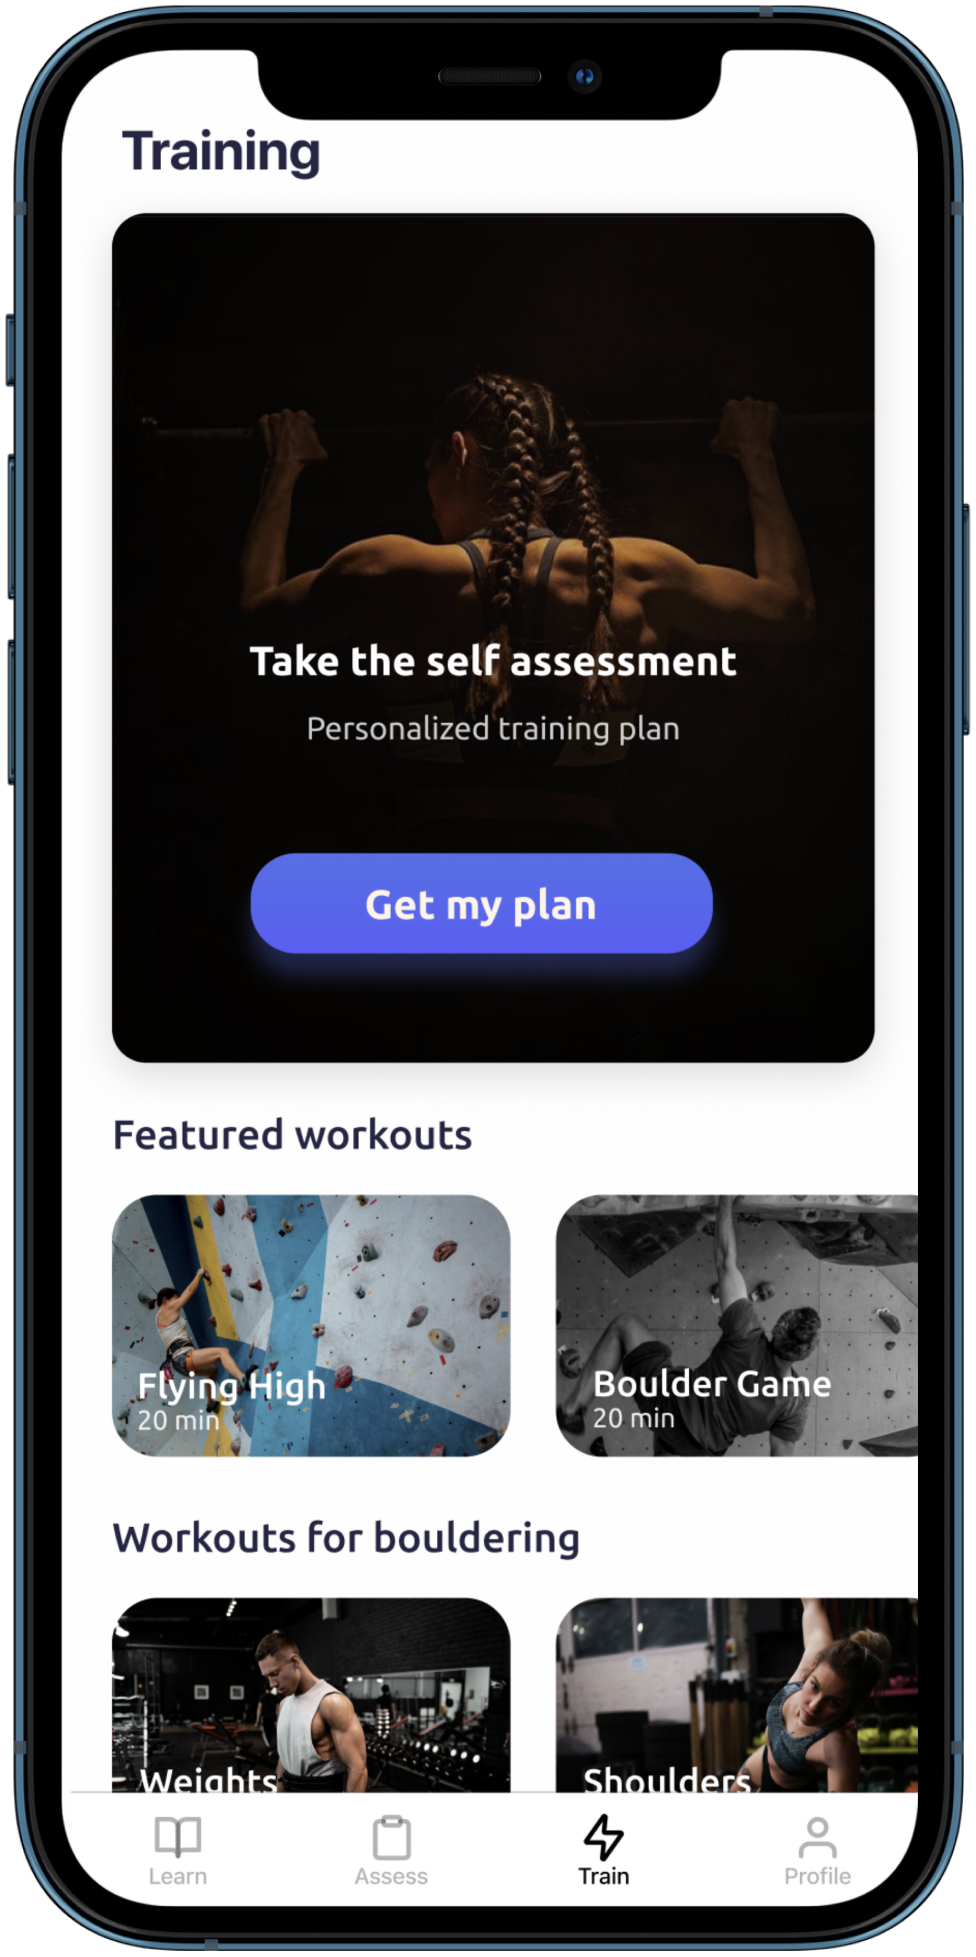 Training
Take the self assessment
Personalized training plan
Get my plan
Featured workouts
Flying High
20 min
Boulder Game
20 min
Workouts for bouldering
Weights
Shoulders
Learn
Assess
Train
Profile